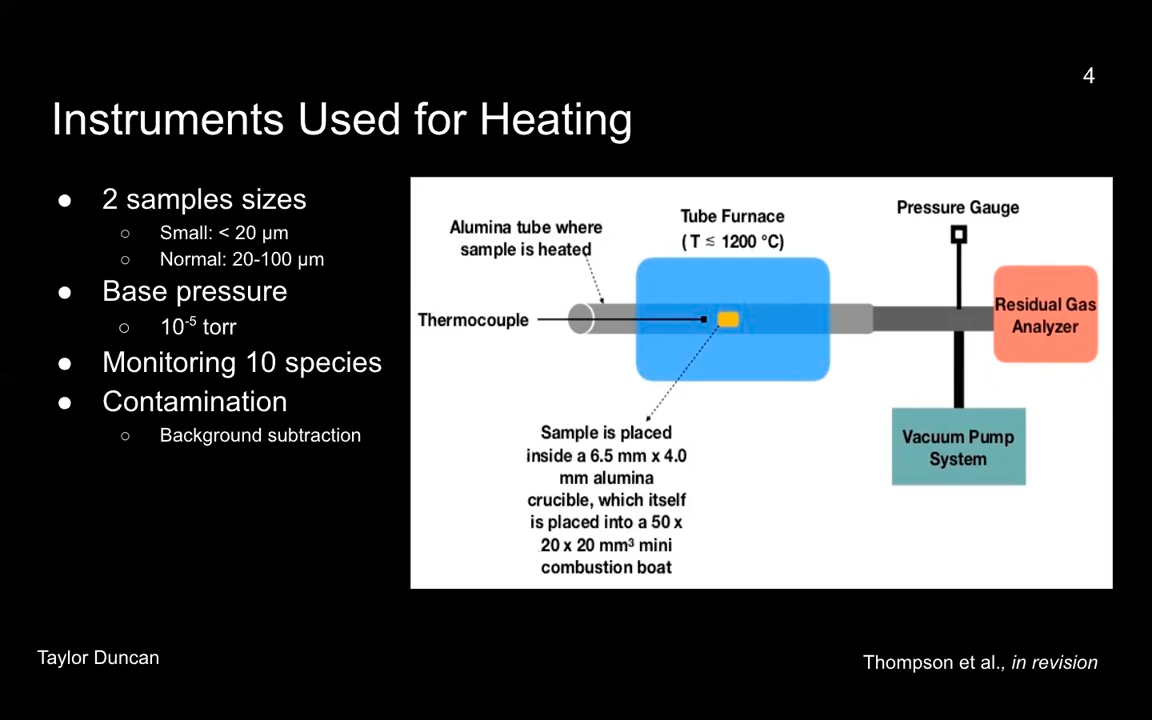 4
Instruments Used for Heating
● 2 samples sizes
○ Small: < 20 μm
○ Normal: 20-100 μm
● Base pressure
○ 10⁻⁵ torr
● Monitoring 10 species
● Contamination
○ Background subtraction
Alumina tube where
sample is heated
Tube Furnace
( T ≤ 1200 °C)
Pressure Gauge
Thermocouple
Residual Gas
Analyzer
Vacuum Pump
System
Sample is placed
inside a 6.5 mm x 4.0
mm alumina
crucible, which itself
is placed into a 50 x
20 x 20 mm³ mini
combustion boat
Taylor Duncan
Thompson et al., in revision